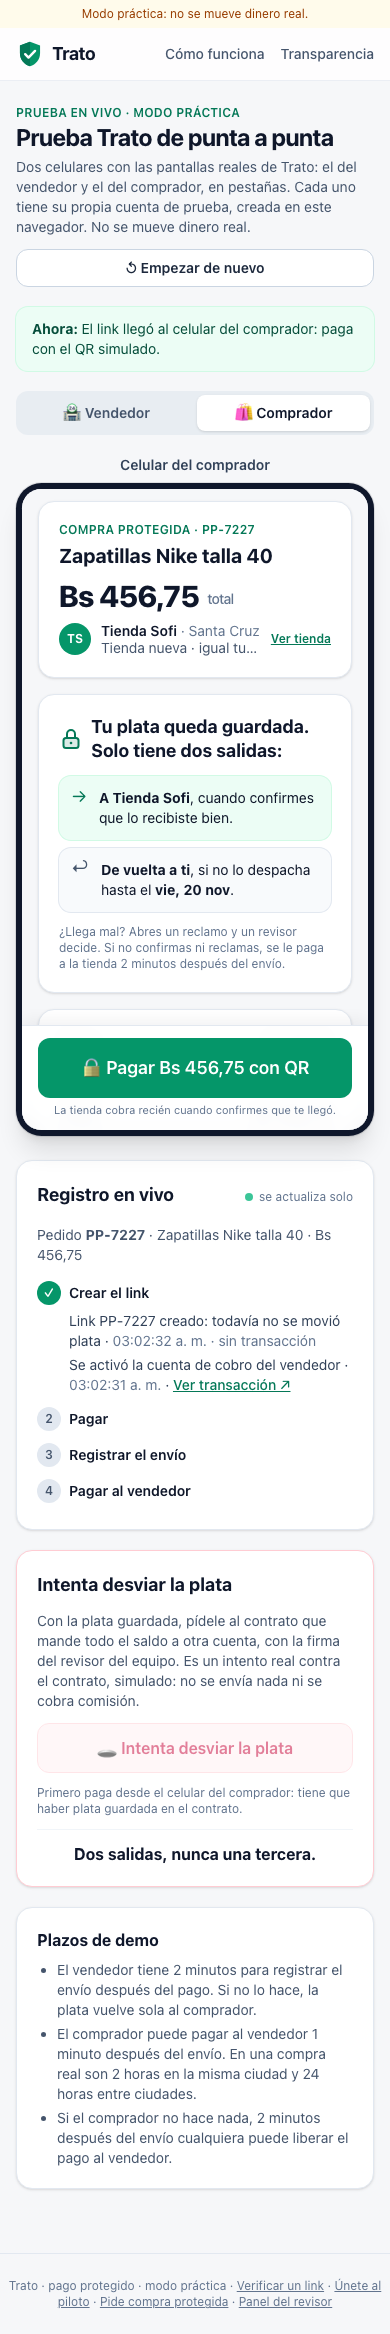 Modo práctica: no se mueve dinero real.
Trato
Cómo funciona
Transparencia
PRUEBA EN VIVO · MODO PRÁCTICA
Prueba Trato de punta a punta
Dos celulares con las pantallas reales de Trato: el del
vendedor y el del comprador, en pestañas. Cada uno
tiene su propia cuenta de prueba, creada en este
navegador. No se mueve dinero real.
Empezar de nuevo
Ahora: El link llegó al celular del comprador: paga
con el QR simulado.
Vendedor
Comprador
Celular del comprador
COMPRA PROTEGIDA · PP-7227
Zapatillas Nike talla 40
Bs 456,75 total
TS
Tienda Sofi · Santa Cruz
Tienda nueva · igual tu…
Ver tienda
Tu plata queda guardada.
Solo tiene dos salidas:
→ A Tienda Sofi, cuando confirmes
que lo recibiste bien.
De vuelta a ti, si no lo despacha
hasta el vie, 20 nov.
¿Llega mal? Abres un reclamo y un revisor
decide. Si no confirmas ni reclamas, se le paga
a la tienda 2 minutos después del envío.
Pagar Bs 456,75 con QR
La tienda cobra recién cuando confirmes que te llegó.
Registro en vivo
se actualiza solo
Pedido PP-7227 · Zapatillas Nike talla 40 · Bs
456,75
Crear el link
Link PP-7227 creado: todavía no se movió
plata · 03:02:32 a. m. · sin transacción
Se activó la cuenta de cobro del vendedor ·
03:02:31 a. m. · Ver transacción ↗
2 Pagar
3 Registrar el envío
4 Pagar al vendedor
Intenta desviar la plata
Con la plata guardada, pídele al contrato que
mande todo el saldo a otra cuenta, con la firma
del revisor del equipo. Es un intento real contra
el contrato, simulado: no se envía nada ni se
cobra comisión.
Intenta desviar la plata
Primero paga desde el celular del comprador: tiene que
haber plata guardada en el contrato.
Dos salidas, nunca una tercera.
Plazos de demo
• El vendedor tiene 2 minutos para registrar el
envío después del pago. Si no lo hace, la
plata vuelve sola al comprador.
• El comprador puede pagar al vendedor 1
minuto después del envío. En una compra
real son 2 horas en la misma ciudad y 24
horas entre ciudades.
• Si el comprador no hace nada, 2 minutos
después del envío cualquiera puede liberar el
pago al vendedor.
Trato · pago protegido · modo práctica · Verificar un link · Únete al
piloto · Pide compra protegida · Panel del revisor